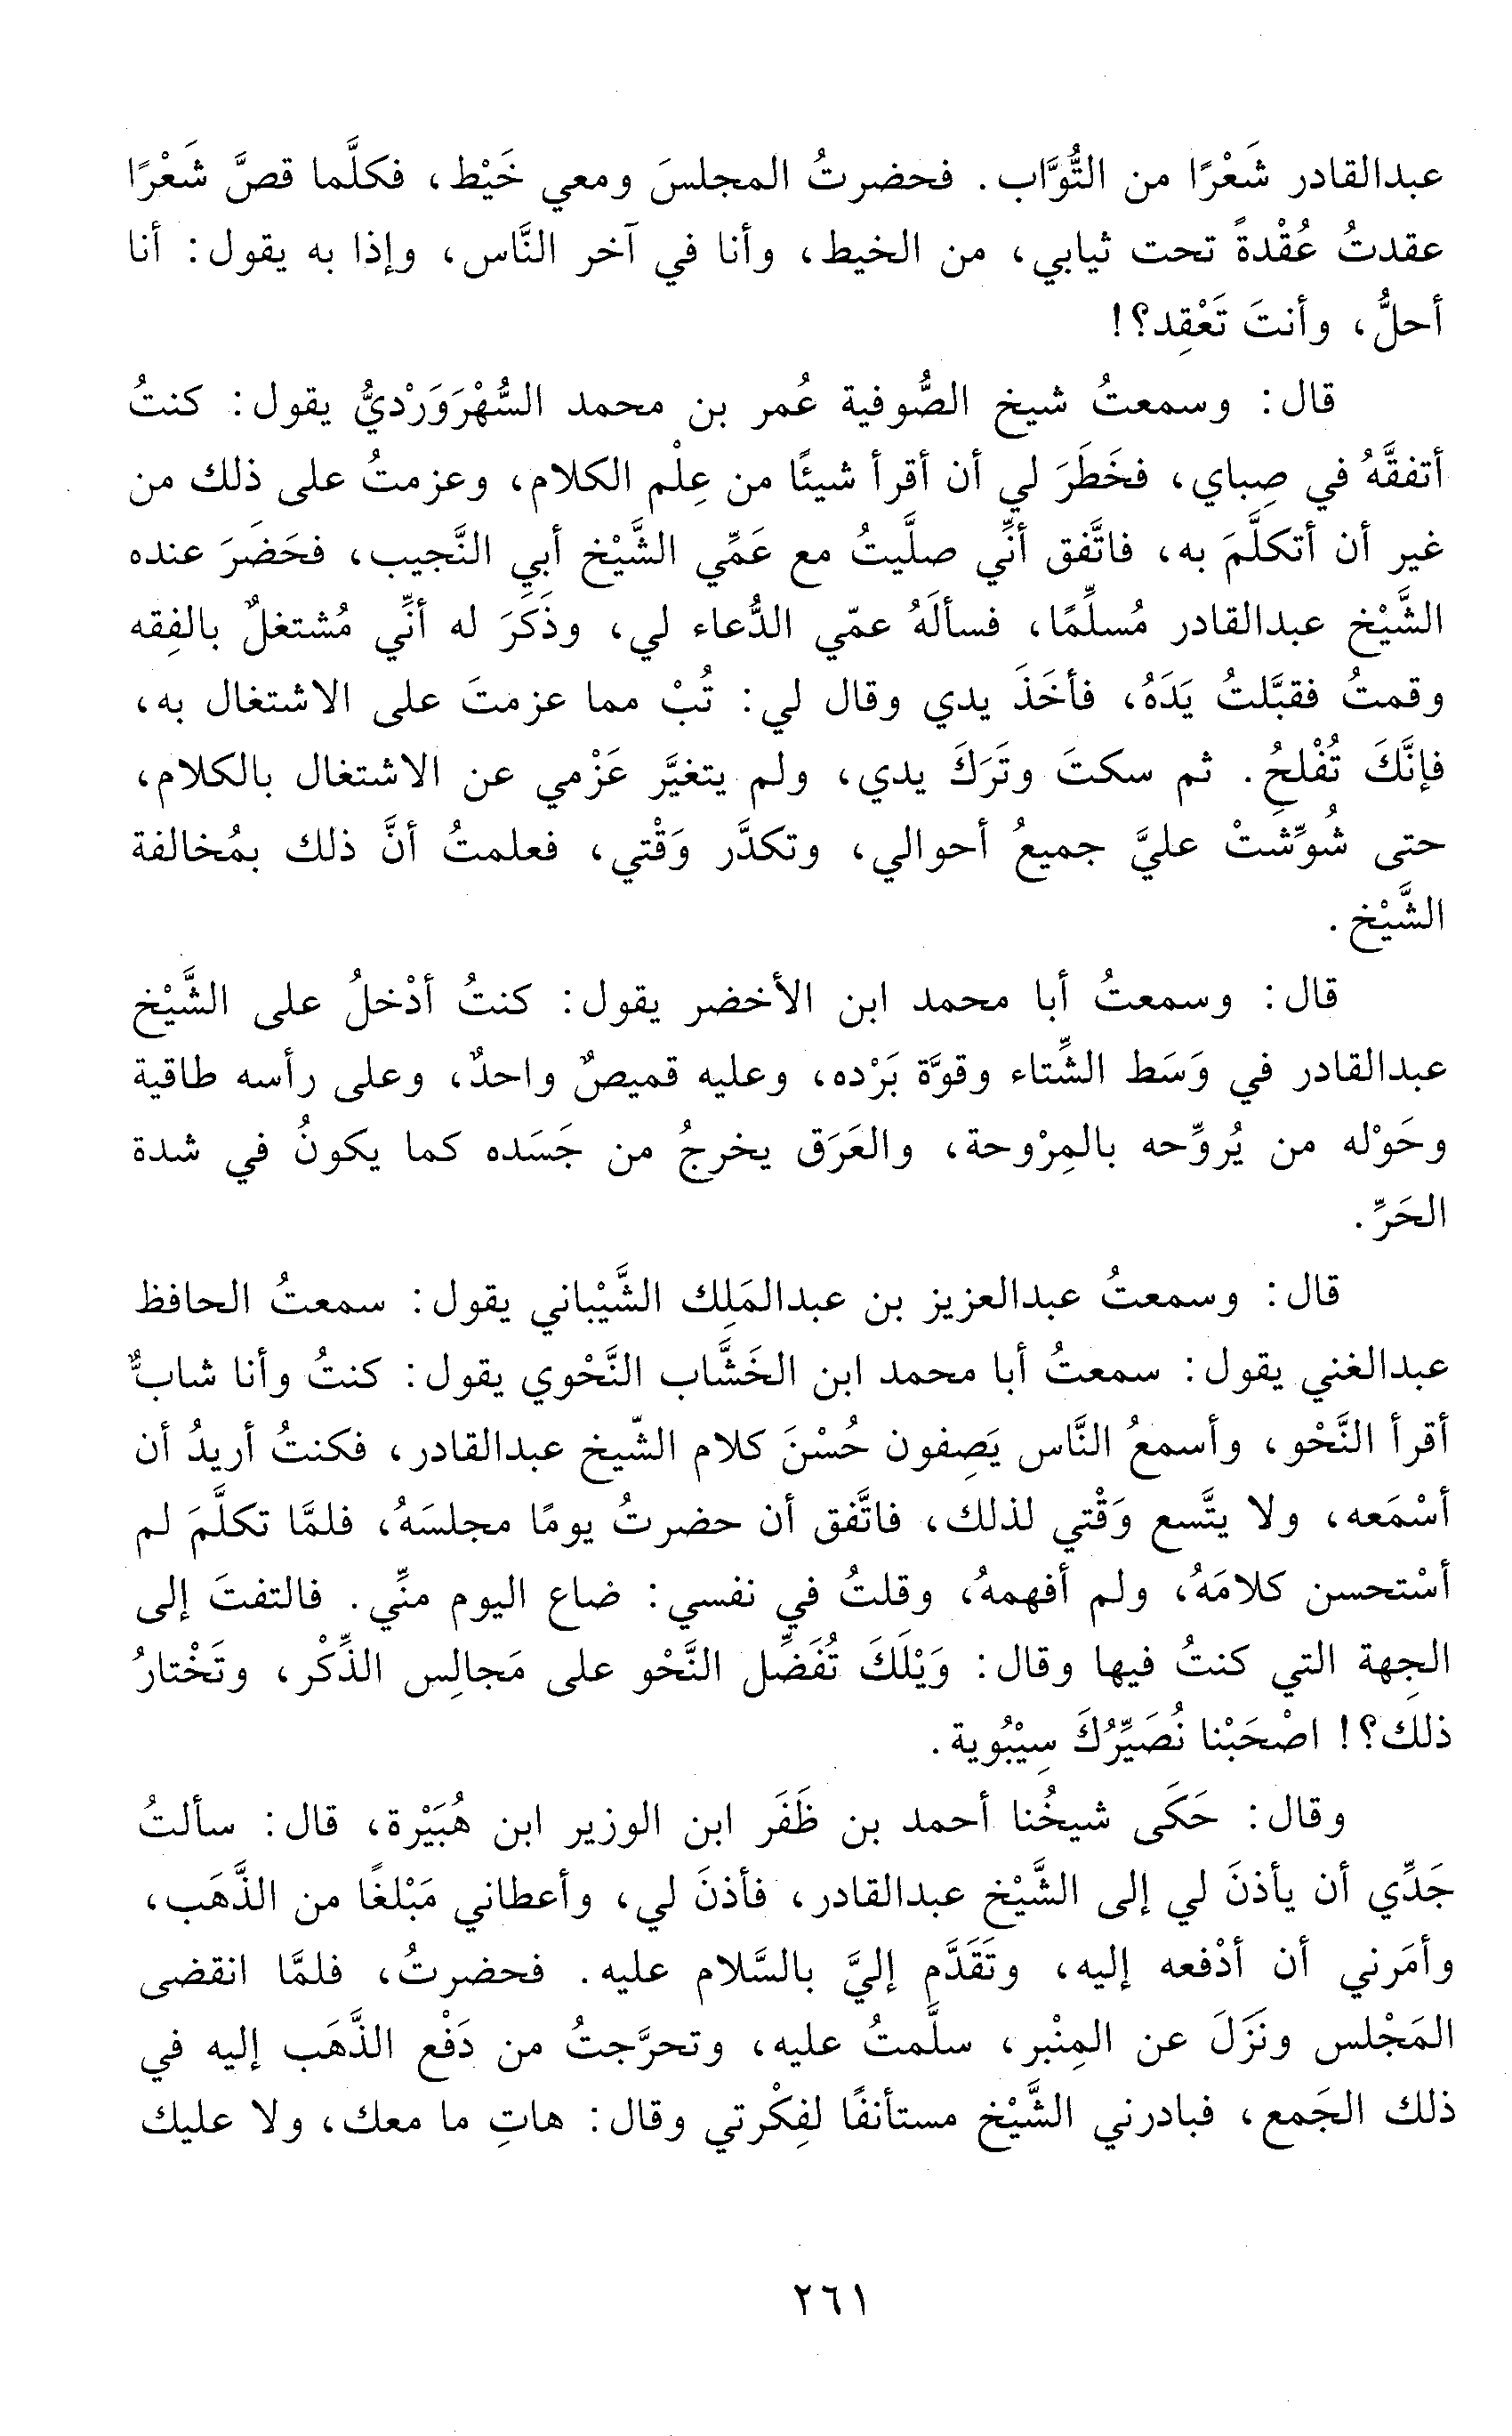 عبدالقادر شَعْرًا من التُّوَّاب. فحضرتُ المجلسَ ومعي خَيْط، فكلَّما قصَّ شَعْرًا
عقدتُ عُقْدةً تحت ثيابي، من الخيط، وأنا في آخر النَّاس، وإذا به يقول: أنا
أحلُّ، وأنتَ تَعْقِد؟!
قال: وسمعتُ شيخ الصُّوفية عُمر بن محمد السُّهْرَوَرْديُّ يقول: كنتُ
أتفقَّهُ في صِباي، فخَطَرَ لي أن أقرأ شيئًا من عِلْم الكلام، وعزمتُ على ذلك من
غير أن أتكلَّمَ به، فاتَّفق أنِّي صلَّيتُ مع عَمِّي الشَّيْخ أبي النَّجيب، فحَضَرَ عنده
الشَّيْخ عبدالقادر مُسلِّمًا، فسألَهُ عمّي الدُّعاء لي، وذَكَرَ له أنِّي مُشتغلٌ بالفِقه
وقمتُ فقبَّلتُ يَدَهُ، فأخَذَ يدي وقال لي: تُبْ مما عزمتَ على الاشتغال به،
فإنَّكَ تُفْلحُ. ثم سكتَ وتَرَكَ يدي، ولم يتغيَّر عَزْمي عن الاشتغال بالكلام،
حتى شُوِّشتْ عليَّ جميعُ أحوالي، وتكدَّر وَقْتي، فعلمتُ أنَّ ذلك بمُخالفة
الشَّيْخ.
قال: وسمعتُ أبا محمد ابن الأخضر يقول: كنتُ أدْخلُ على الشَّيْخ
عبدالقادر في وَسَط الشِّتاء وقوَّة بَرْده، وعليه قميصٌ واحدٌ، وعلى رأسه طاقية
وحَوْله من يُروِّحه بالمِرْوحة، والعَرَق يخرجُ من جَسَده كما يكونُ في شدة
الحَرِّ.
قال: وسمعتُ عبدالعزيز بن عبدالمَلِك الشَّيْباني يقول: سمعتُ الحافظ
عبدالغني يقول: سمعتُ أبا محمد ابن الخَشَّاب النَّحْوي يقول: كنتُ وأنا شابٌّ
أقرأ النَّحْو، وأسمعُ النَّاس يَصِفون حُسْنَ كلام الشّيخ عبدالقادر، فكنتُ أريدُ أن
أسْمَعه، ولا يتَّسع وَقْتي لذلك، فاتَّفق أن حضرتُ يومًا مجلسَهُ، فلمَّا تكلَّمَ لم
أسْتحسن كلامَهُ، ولم أفهمهُ، وقلتُ في نفسي: ضاع اليوم منِّي. فالتفتَ إلى
الجِهة التي كنتُ فيها وقال: وَيْلَكَ تُفَضِّل النَّحْو على مَجالِس الذِّكْر، وتَخْتارُ
ذلك؟! اصْحَبْنا نُصَيِّرُكَ سِيْبُوية.
وقال: حَكَى شيخُنا أحمد بن ظَفَر ابن الوزير ابن هُبَيْرة، قال: سألتُ
جَدِّي أن يأذنَ لي إلى الشَّيْخ عبدالقادر، فأذنَ لي، وأعطاني مَبْلغًا من الذَّهَب،
وأمَرني أن أدْفعه إليه، وتَقَدَّم إليَّ بالسَّلام عليه. فحضرتُ، فلمَّا انقضى
المَجْلس ونَزَلَ عن المِنْبر، سلَّمتُ عليه، وتحرَّجتُ من دَفْع الذَّهَب إليه في
ذلك الجَمع، فبادرني الشَّيْخ مستأنفًا لفِكْرتي وقال: هاتِ ما معك، ولا عليك
٢٦١